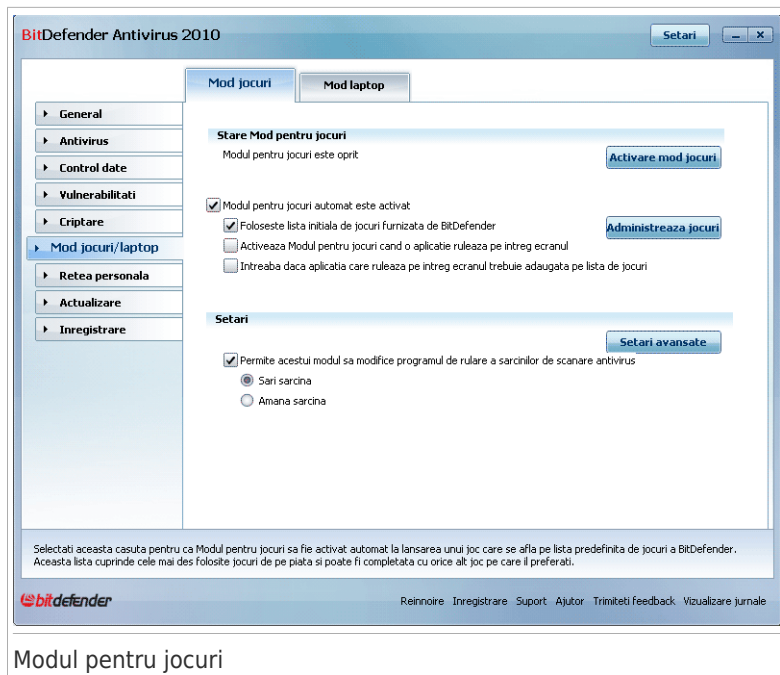 BitDefender Antivirus 2010
Setari
Mod jocuri
Mod laptop
General
Antivirus
Control date
Vulnerabilitati
Criptare
Mod jocuri/laptop
Retea personala
Actualizare
Inregistrare
Stare Mod pentru jocuri
Modul pentru jocuri este oprit
Activare mod jocuri
Modul pentru jocuri automat este activat
Foloseste lista initiala de jocuri furnizata de BitDefender
Administreaza jocuri
Activeaza Modul pentru jocuri cand o aplicatie ruleaza pe intreg ecranul
Intreaba daca aplicatia care ruleaza pe intreg ecranul trebuie adaugata pe lista de jocuri
Setari
Setari avansate
Permite acestui modul sa modifice programul de rulare a sarcinilor de scanare antivirus
Sari sarcina
Amana sarcina
Selectati aceasta casuta pentru ca Modul pentru jocuri sa fie activat automat la lansarea unui joc care se afla pe lista predefinita de jocuri a BitDefender.
Aceasta lista cuprinde cele mai des folosite jocuri de pe piata si poate fi completata cu orice alt joc pe care il preferati.
bitdefender
Reinnoire Inregistrare Suport Ajutor Trimiteti feedback Vizualizare jurnale
Modul pentru jocuri